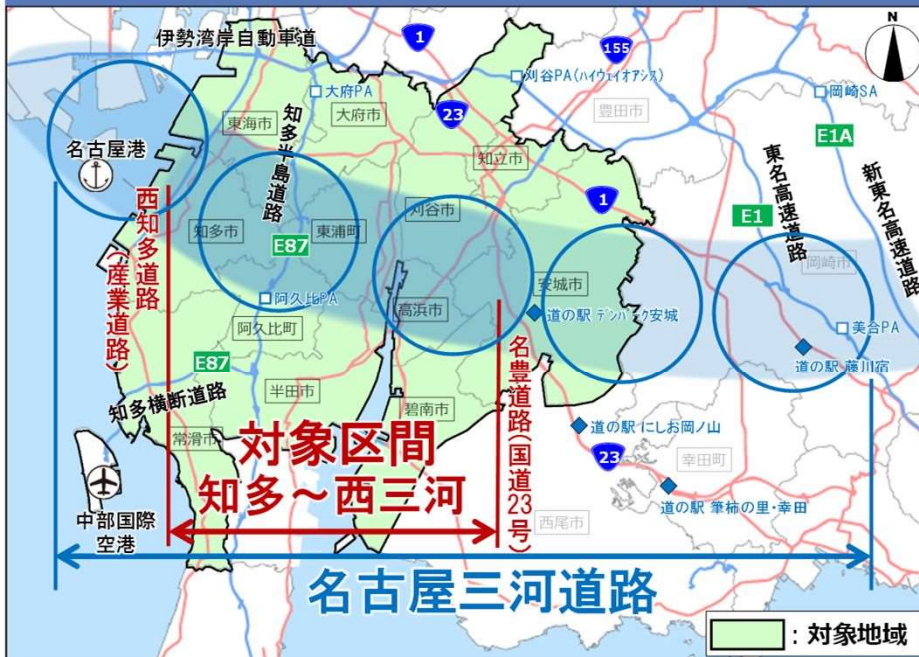 伊勢湾岸自動車道
1
155
N
刈谷PA(ハイウェイオアシス)
大府PA
岡崎SA
豊田市
東海市
大府市
23
E1A
名古屋港
知多半島道路
知立市
東名高速道路
新東名高速道路
1
E1
西知多道路
(産業道路)
知多市
東浦町
刈谷市
岡崎市
E87
安城市
阿久比PA
高浜市
道の駅 デンパーク安城
美合PA
阿久比町
道の駅 藤川宿
E87
名豊道路(国道23号)
半田市
知多横断道路
碧南市
道の駅 にしお岡ノ山
常滑市
対象区間
知多~西三河
23
幸田町
道の駅 筆柿の里・幸田
中部国際
空港
西尾市
名古屋三河道路
:対象地域